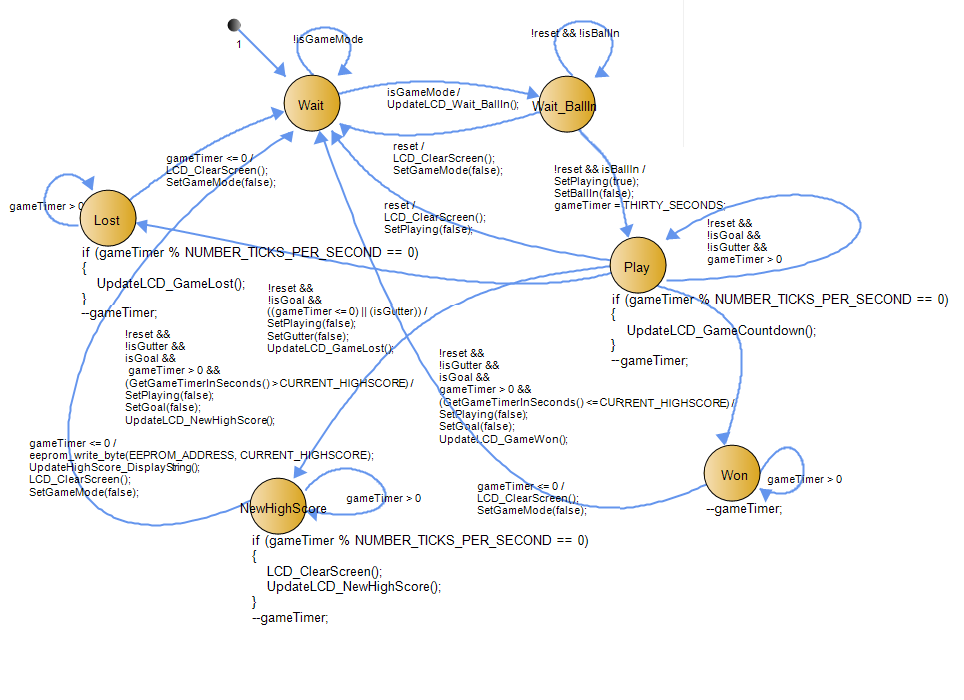 !isGameMode
1
Wait
isGameMode /
UpdateLCD_Wait_BallIn();
!reset && !isBallIn
Wait_BallIn
reset /
LCD_ClearScreen();
SetGameMode(false);
gameTimer <= 0 /
LCD_ClearScreen();
SetGameMode(false);
!reset && isBallIn /
SetPlaying(true);
SetBallIn(false);
gameTimer = THIRTY_SECONDS;
gameTimer > 0
Lost
if (gameTimer % NUMBER_TICKS_PER_SECOND == 0)
{
UpdateLCD_GameLost();
}
--gameTimer;
reset /
LCD_ClearScreen();
SetPlaying(false);
!reset &&
!isGoal &&
!isGutter &&
gameTimer > 0
Play
if (gameTimer % NUMBER_TICKS_PER_SECOND == 0)
{
UpdateLCD_GameCountdown();
}
--gameTimer;
!reset &&
!isGoal &&
((gameTimer <= 0) || (isGutter)) /
SetPlaying(false);
SetGutter(false);
UpdateLCD_GameLost();
!reset &&
!isGutter &&
isGoal &&
gameTimer > 0 &&
(GetGameTimerInSeconds() > CURRENT_HIGHSCORE) /
SetPlaying(false);
SetGoal(false);
UpdateLCD_NewHighScore();
!reset &&
!isGutter &&
isGoal &&
gameTimer > 0 &&
(GetGameTimerInSeconds() <= CURRENT_HIGHSCORE) /
SetPlaying(false);
SetGoal(false);
UpdateLCD_GameWon();
gameTimer <= 0 /
eeprom_write_byte(EEPROM_ADDRESS, CURRENT_HIGHSCORE);
UpdateHighScore_DisplayString();
LCD_ClearScreen();
SetGameMode(false);
gameTimer <= 0 /
LCD_ClearScreen();
SetGameMode(false);
Won
gameTimer > 0
--gameTimer;
NewHighScore
gameTimer > 0
if (gameTimer % NUMBER_TICKS_PER_SECOND == 0)
{
LCD_ClearScreen();
UpdateLCD_NewHighScore();
}
--gameTimer;